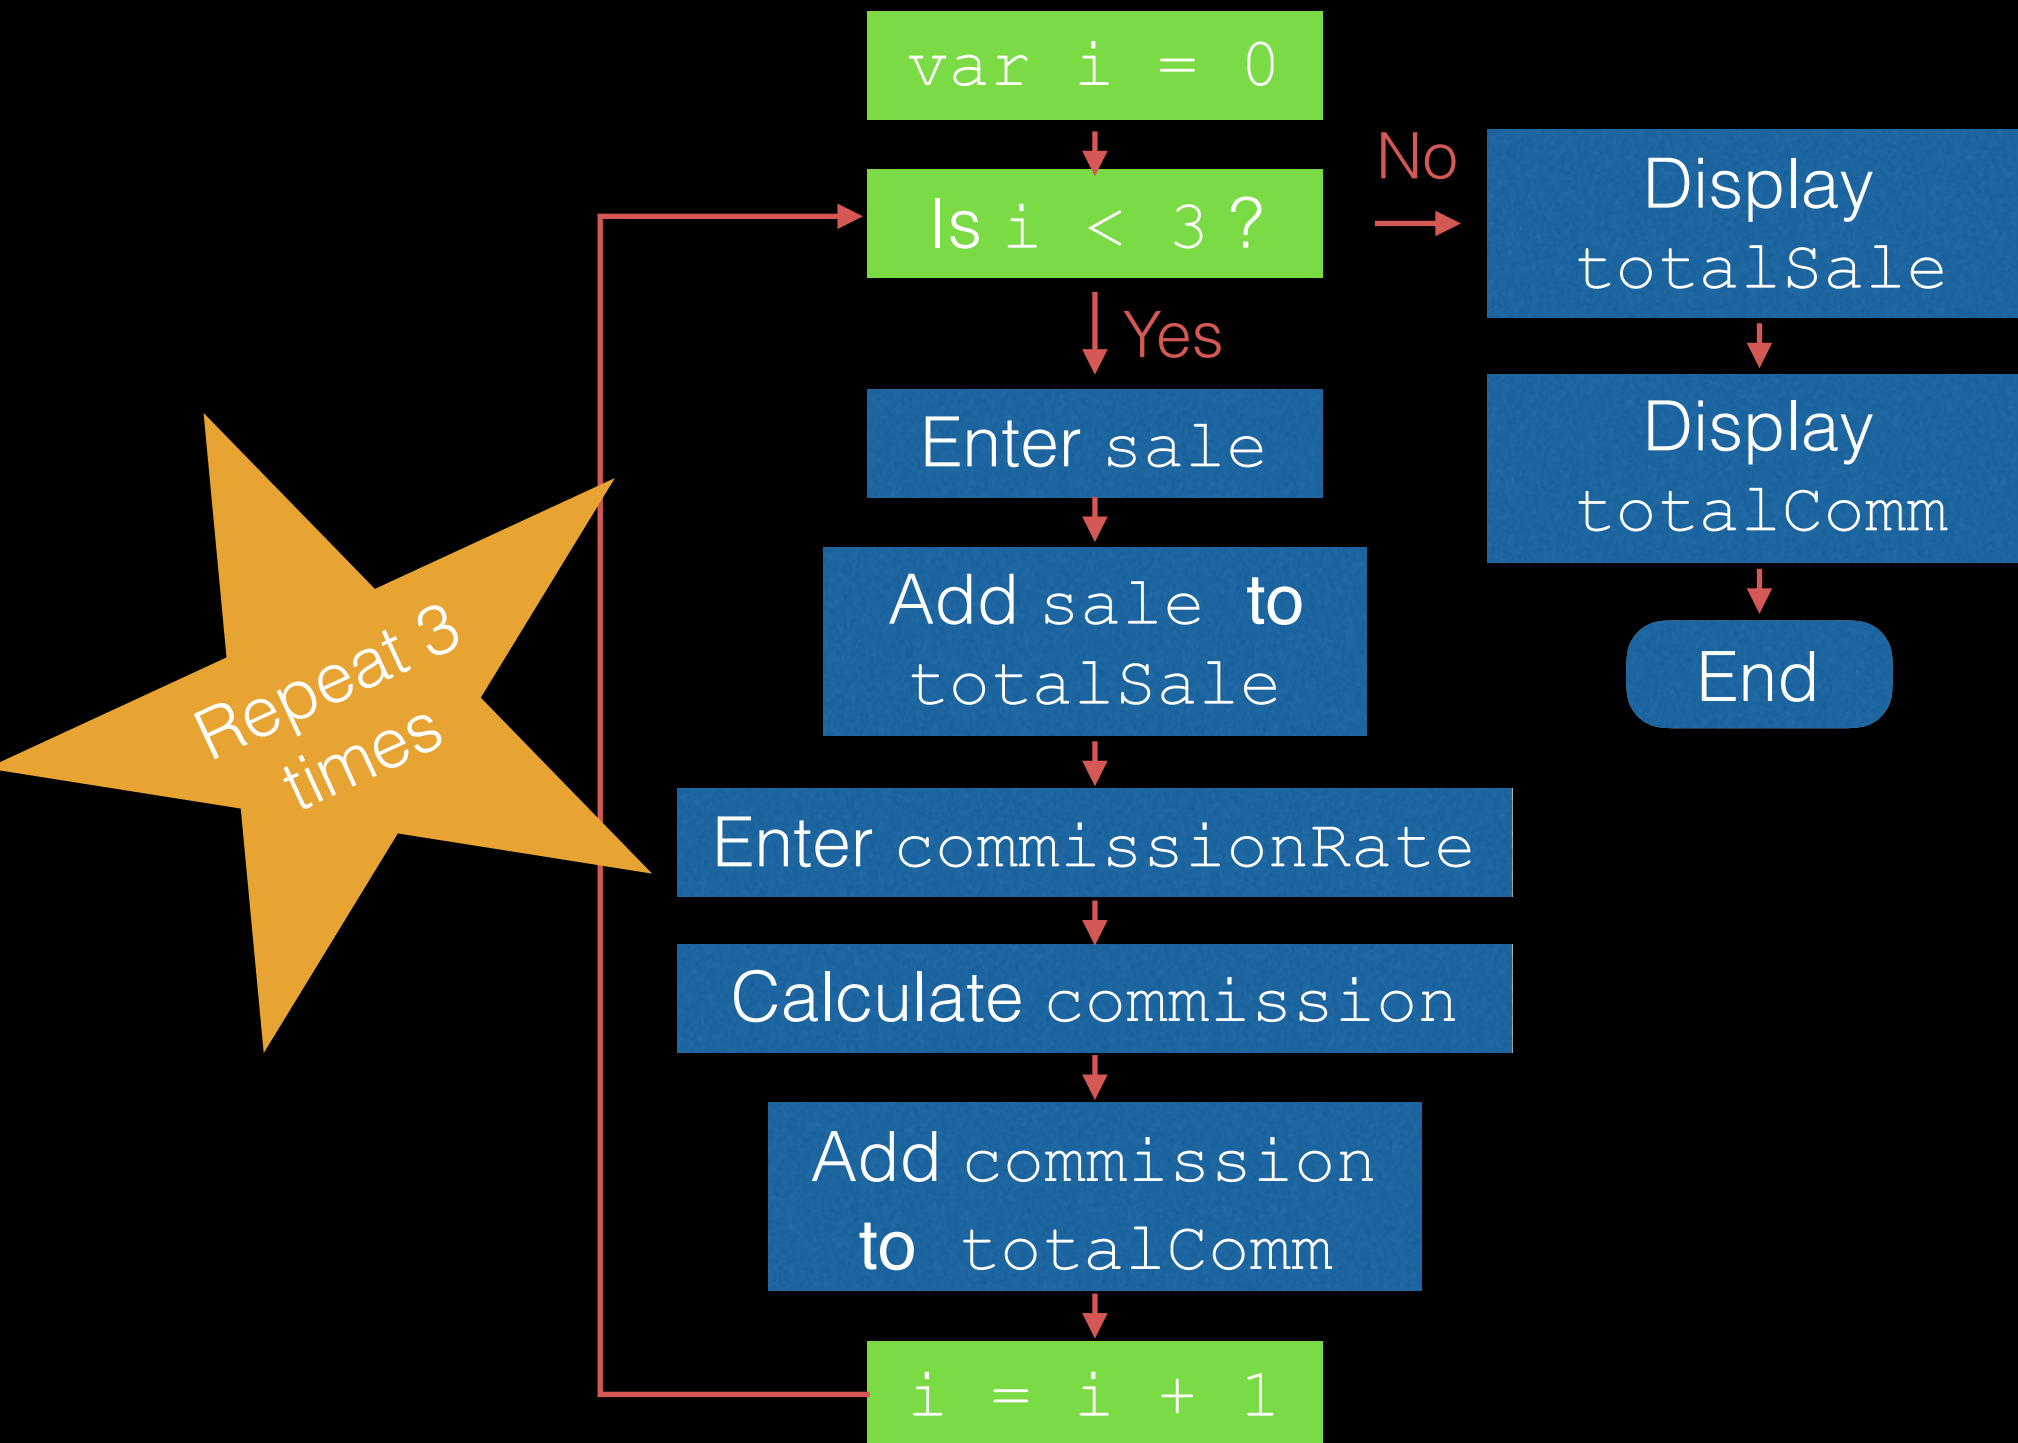 var i = 0
Is i < 3 ?
No
Yes
Display
totalSale
Display
totalComm
End
Enter sale
Add sale to
totalSale
Enter commissionRate
Calculate commission
Add commission
to totalComm
i = i + 1
Repeat 3
times